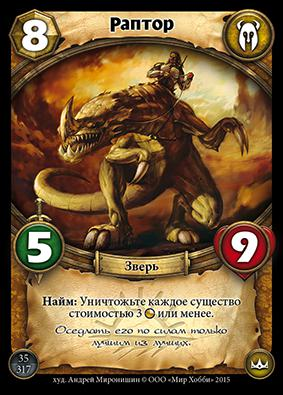 Раптор
8
5
9
Зверь
Найм: Уничтожьте каждое существо
стоимостью 3 или менее.
Оседлать его по силам только
лучшим из лучших.
35
317
худ. Андрей Миронишин © ООО «Мир Хобби» 2015